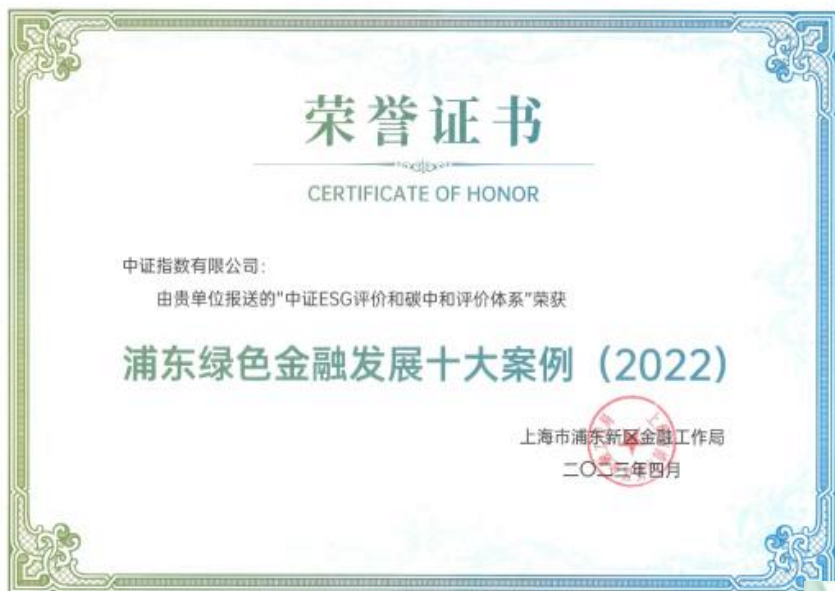 荣誉证书
CERTIFICATE OF HONOR
中证指数有限公司：
由贵单位报送的"中证ESG评价和碳中和评价体系"荣获
浦东绿色金融发展十大案例（2022）
上海市浦东新区金融工作局
二〇二三年四月